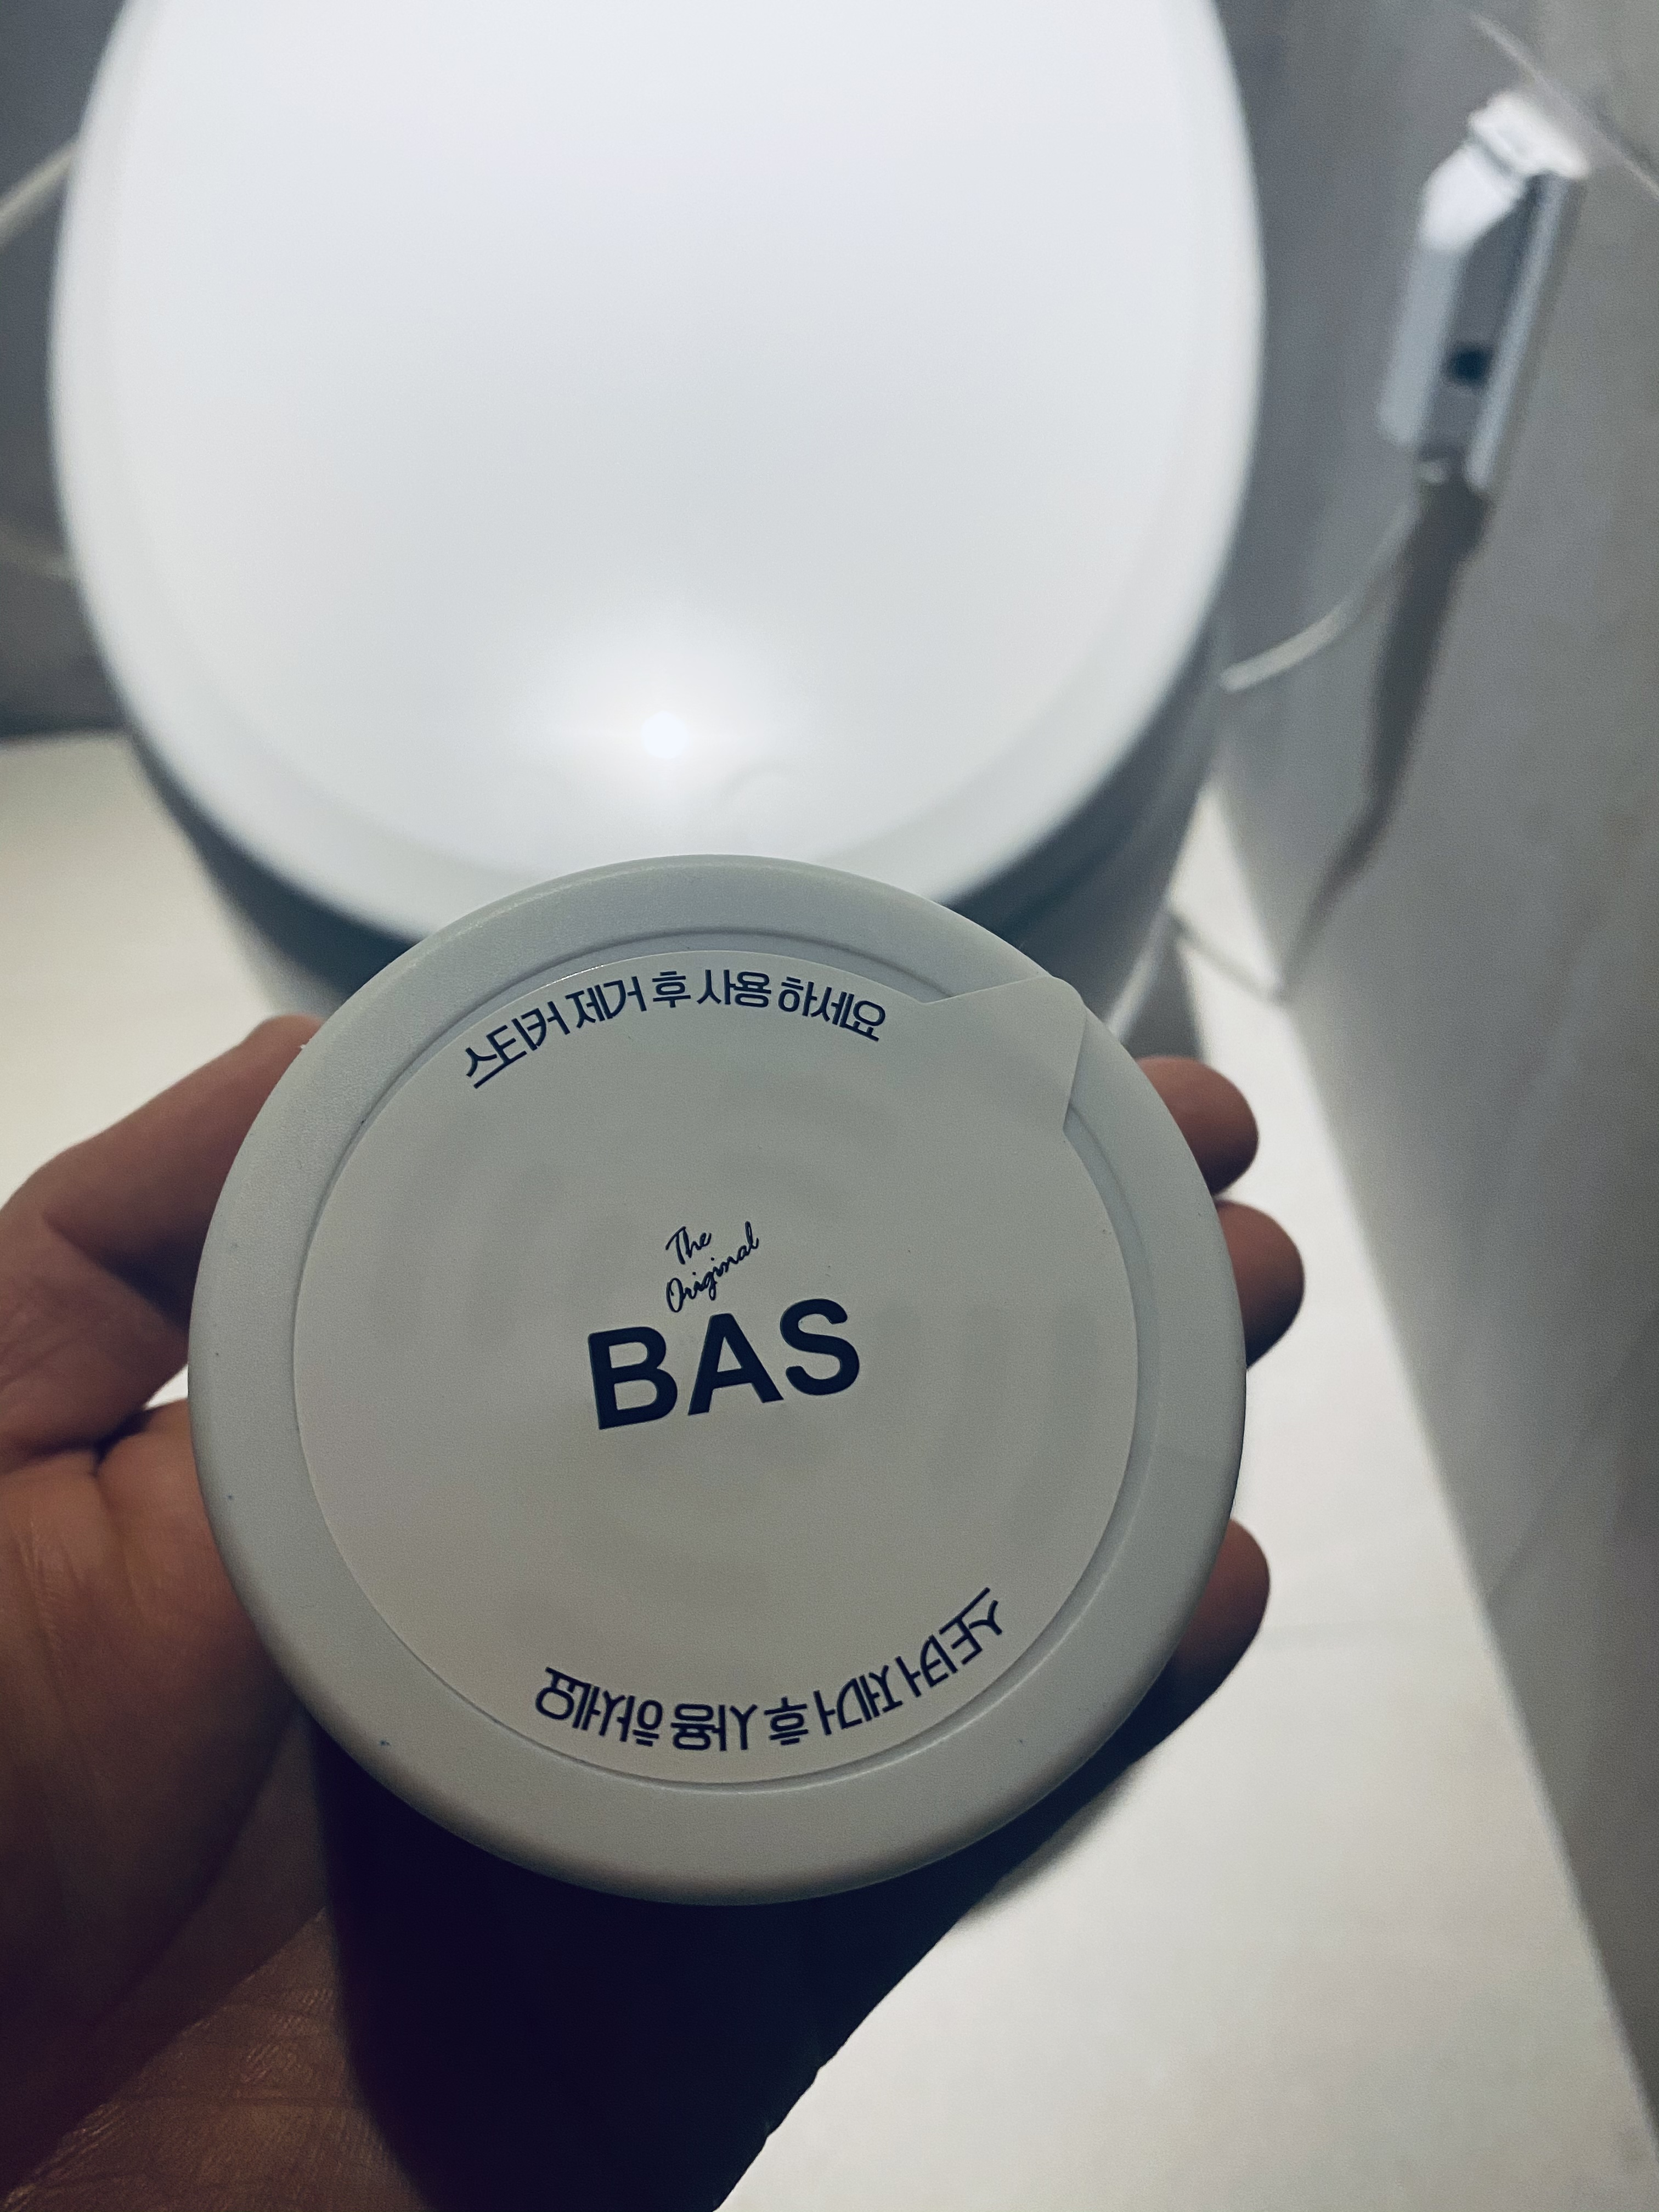 스티커 제거 후 사용 하세요
The
Original
BAS
스티커 제거 후 사용 하세요